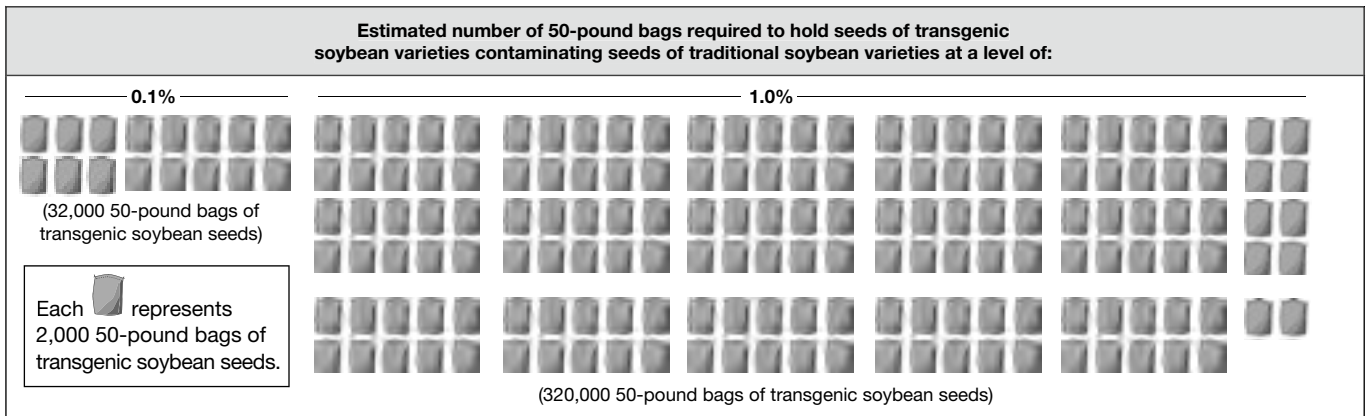 Estimated number of 50-pound bags required to hold seeds of transgenic
soybean varieties contaminating seeds of traditional soybean varieties at a level of:
0.1%
(32,000 50-pound bags of
transgenic soybean seeds)
Each represents
2,000 50-pound bags of
transgenic soybean seeds.
1.0%
(320,000 50-pound bags of transgenic soybean seeds)